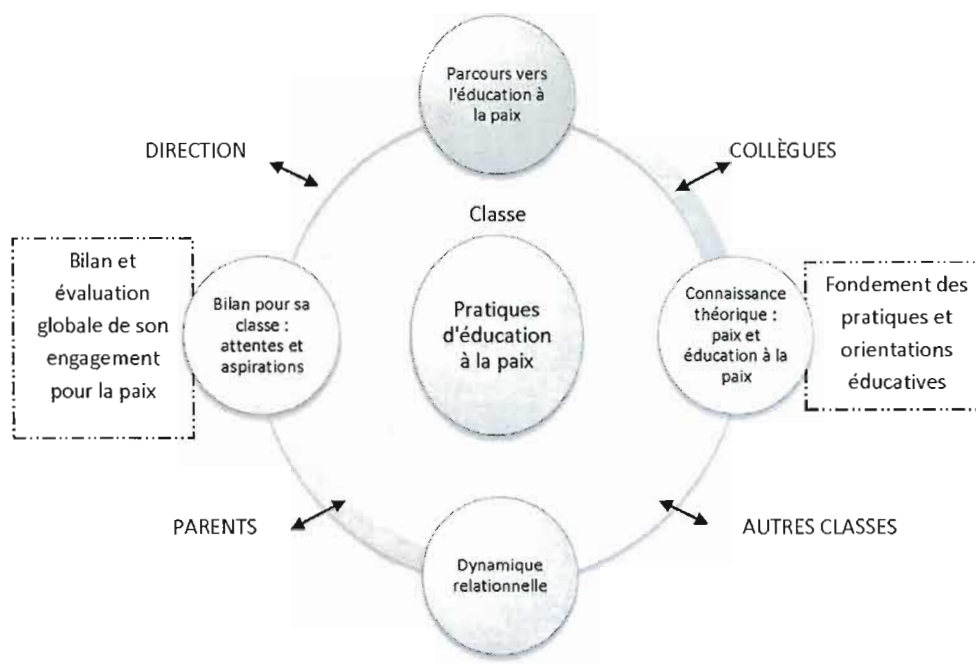 Parcours vers
l'éducation à
la paix
DIRECTION
COLLÈGUES
Classe
Bilan et
évaluation
globale de son
engagement
pour la paix
Bilan pour sa
classe :
attentes et
aspirations
Pratiques
d'éducation
à la paix
Connaissance
théorique :
paix et
éducation à la
paix
Fondement des
pratiques et
orientations
éducatives
PARENTS
AUTRES CLASSES
Dynamique
relationnelle